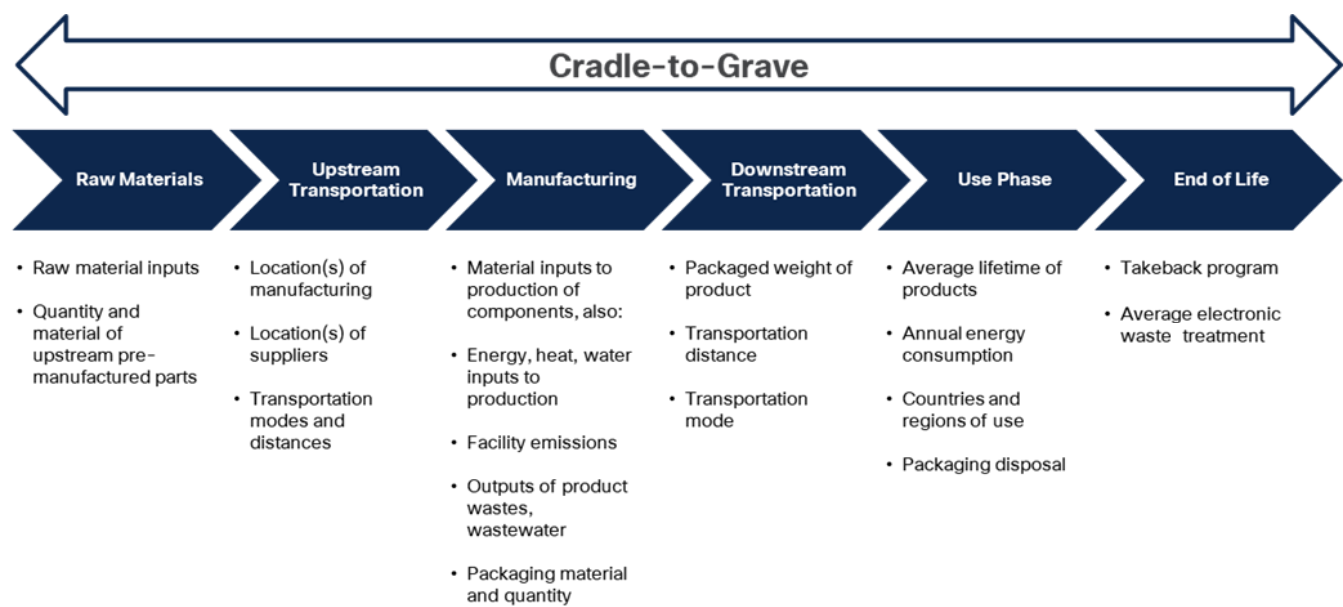 Cradle-to-Grave
Raw Materials
Upstream
Transportation
Manufacturing
Downstream
Transportation
Use Phase
End of Life
• Raw material inputs
• Quantity and
material of
upstream pre-
manufactured parts
• Location(s) of
manufacturing
• Location(s) of
suppliers
• Transportation
modes and
distances
• Material inputs to
production of
components, also:
• Energy, heat, water
inputs to
production
• Facility emissions
• Outputs of product
wastes,
wastewater
• Packaging material
and quantity
• Packaged weight of
product
• Transportation
distance
• Transportation
mode
• Average lifetime of
products
• Annual energy
consumption
• Countries and
regions of use
• Packaging disposal
• Takeback program
• Average electronic
waste treatment